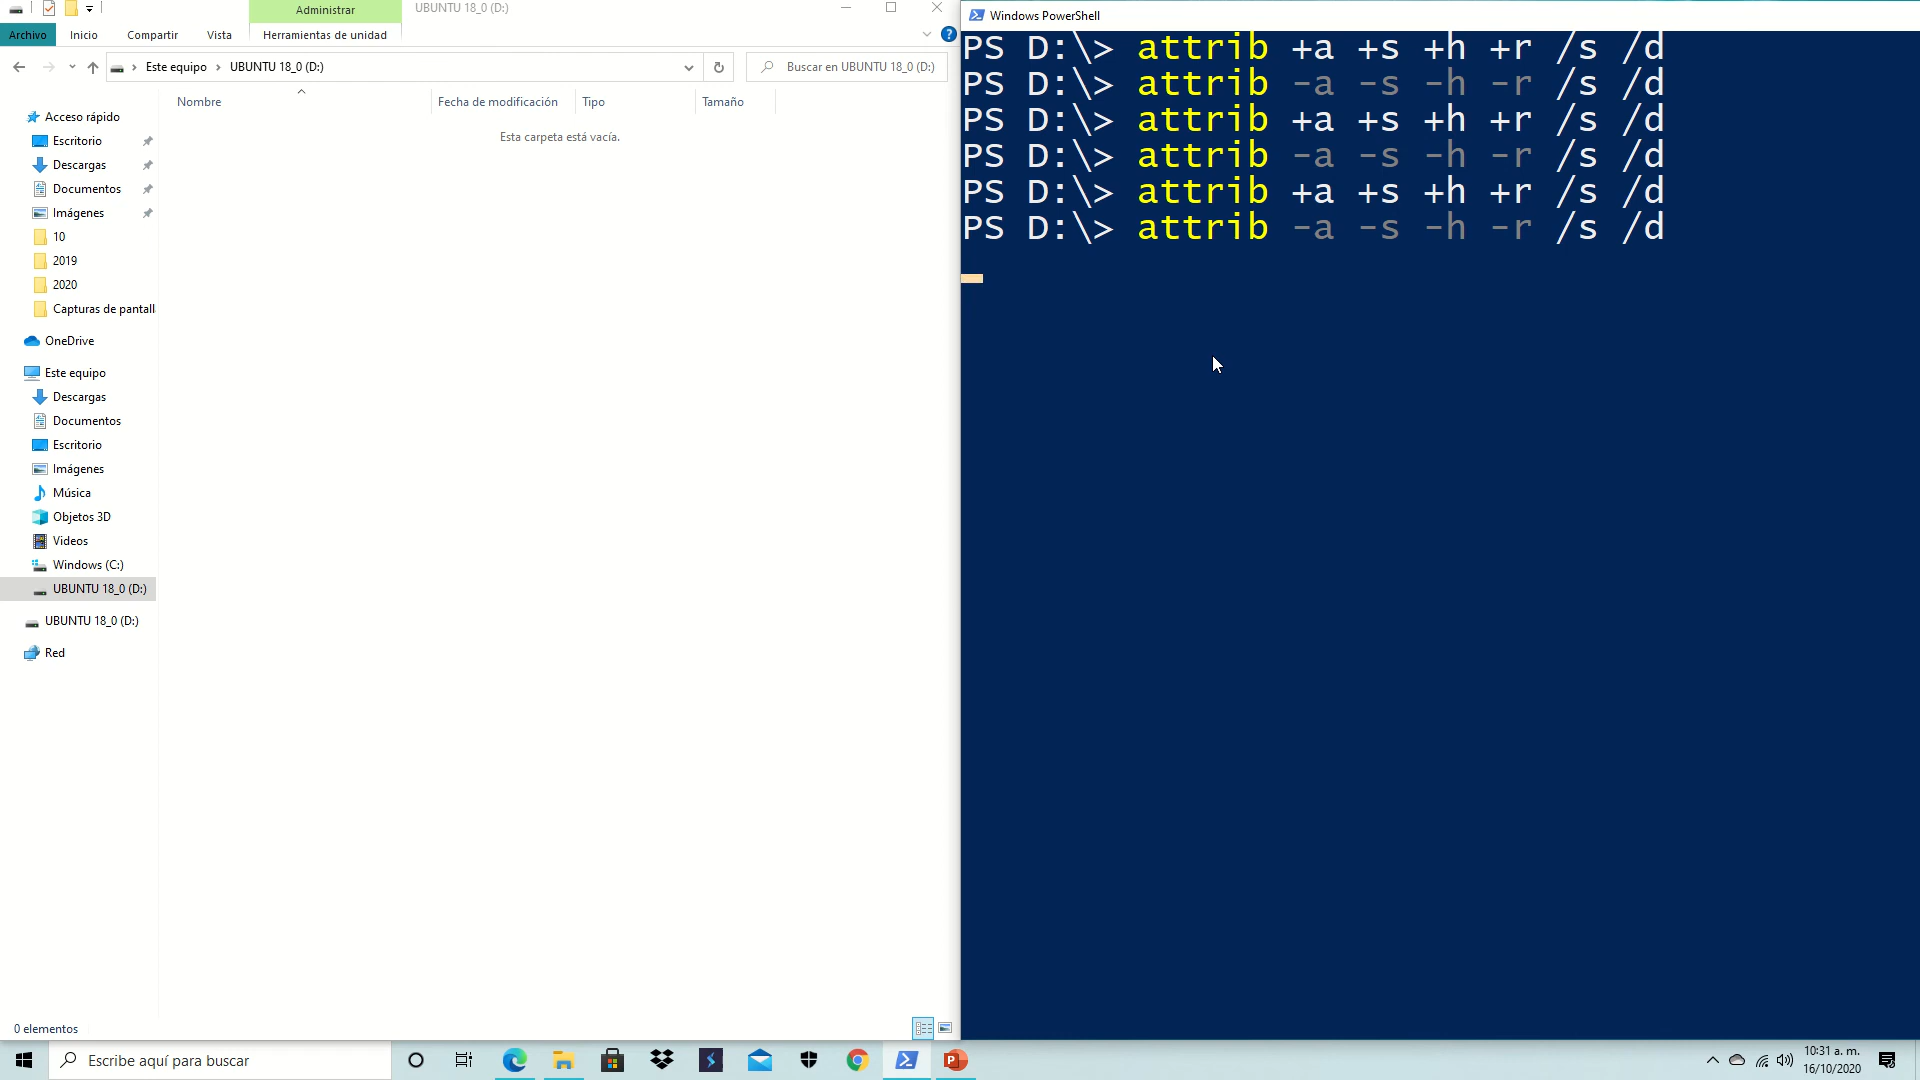 Administrar
UBUNTU 18_0 (D:)
Archivo
Inicio
Compartir
Vista
Herramientas de unidad
Este equipo
UBUNTU 18_0 (D:)
Buscar en UBUNTU 18_0 (D:)
Nombre
Fecha de modificación
Tipo
Tamaño
Esta carpeta está vacía.
Acceso rápido
Escritorio
Descargas
Documentos
Imágenes
10
2019
2020
Capturas de pantall
OneDrive
Este equipo
Descargas
Documentos
Escritorio
Imágenes
Música
Objetos 3D
Videos
Windows (C:)
UBUNTU 18_0 (D:)
UBUNTU 18_0 (D:)
Red
0 elementos
Windows PowerShell
PS D:\> attrib +a +s +h +r /s /d
PS D:\> attrib -a -s -h -r /s /d
PS D:\> attrib +a +s +h +r /s /d
PS D:\> attrib -a -s -h -r /s /d
PS D:\> attrib +a +s +h +r /s /d
PS D:\> attrib -a -s -h -r /s /d
Escribe aquí para buscar
10:31 a. m.
16/10/2020